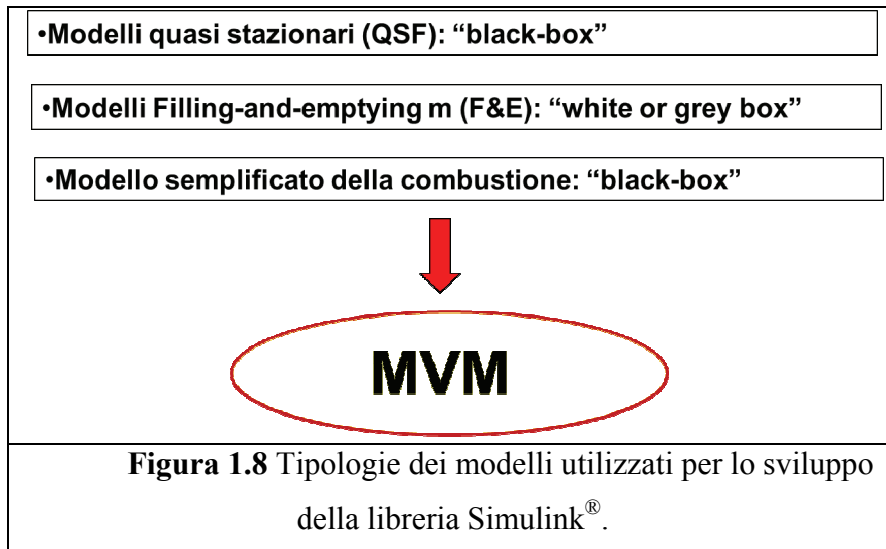 •Modelli quasi stazionari (QSF): “black-box”
•Modelli Filling-and-emptying m (F&E): “white or grey box”
•Modello semplificato della combustione: “black-box”
MVM
Figura 1.8 Tipologie dei modelli utilizzati per lo sviluppo
della libreria Simulink®.